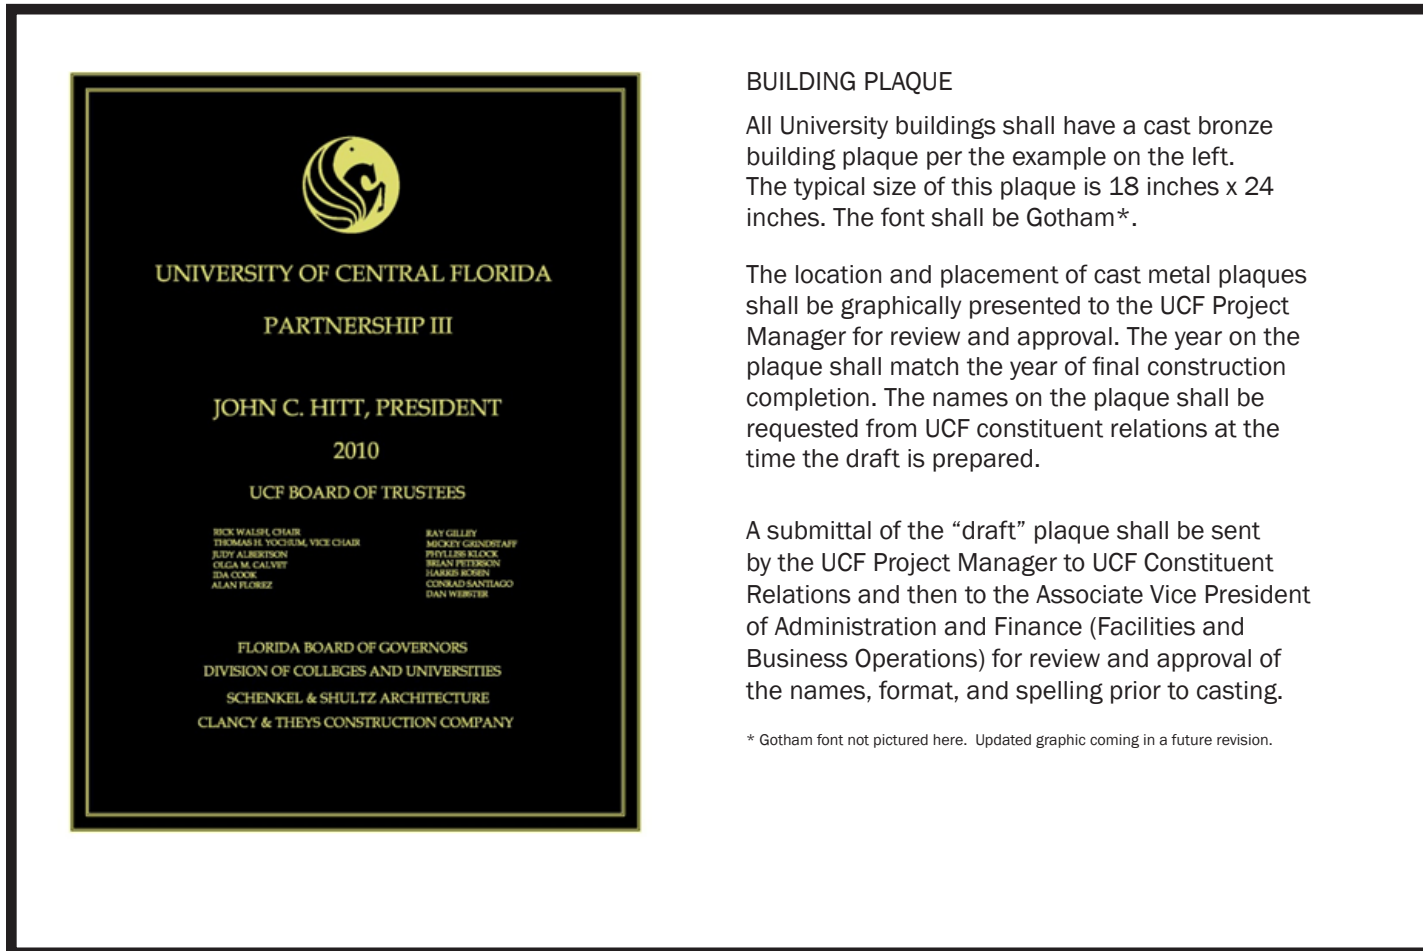 UNIVERSITY OF CENTRAL FLORIDA
PARTNERSHIP III
JOHN C. HITT, PRESIDENT
2010
UCF BOARD OF TRUSTEES
RICK WALSH, CHAIR
THOMAS H. YOCHUM, VICE CHAIR
JUDY ALBERTSON
OLGA M. CALVET
IDA COOK
ALAN FLOREZ
RAY GILLEY
MICKEY GRINDSTAFF
PHYLLISS KLOCK
BRIAN PETERSON
HARRIS ROSEN
CONRAD SANTIAGO
DAN WEBSTER
FLORIDA BOARD OF GOVERNORS
DIVISION OF COLLEGES AND UNIVERSITIES
SCHENKEL & SHULTZ ARCHITECTURE
CLANCY & THEYS CONSTRUCTION COMPANY
BUILDING PLAQUE
All University buildings shall have a cast bronze
building plaque per the example on the left.
The typical size of this plaque is 18 inches x 24
inches. The font shall be Gotham*.
The location and placement of cast metal plaques
shall be graphically presented to the UCF Project
Manager for review and approval. The year on the
plaque shall match the year of final construction
completion. The names on the plaque shall be
requested from UCF constituent relations at the
time the draft is prepared.
A submittal of the “draft” plaque shall be sent
by the UCF Project Manager to UCF Constituent
Relations and then to the Associate Vice President
of Administration and Finance (Facilities and
Business Operations) for review and approval of
the names, format, and spelling prior to casting.
* Gotham font not pictured here. Updated graphic coming in a future revision.